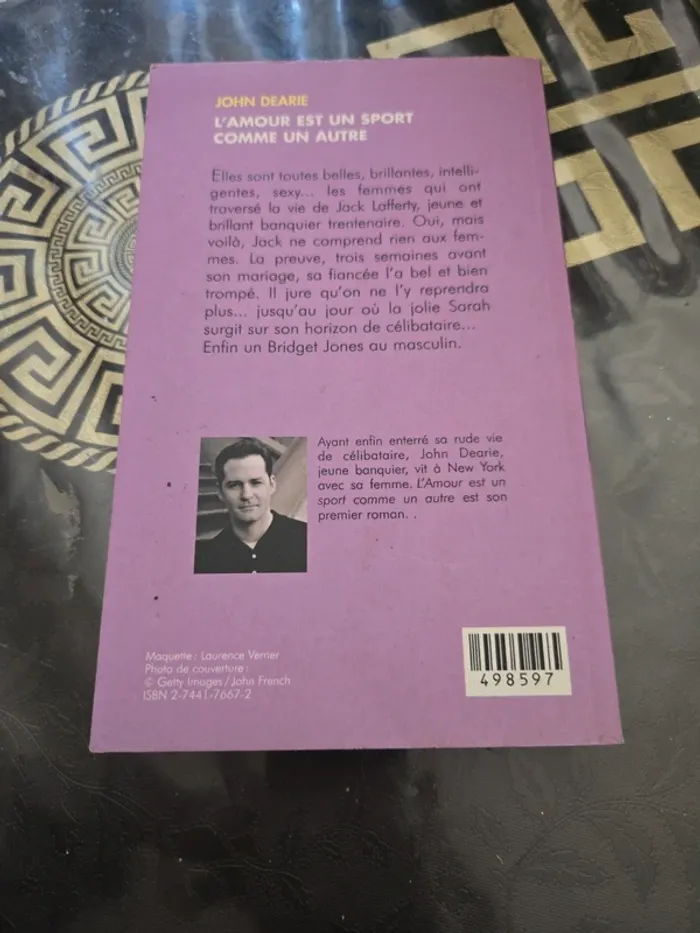 JOHN DEARIE
L'AMOUR EST UN SPORT
COMME UN AUTRE
Elles sont toutes belles, brillantes, intelli-
gentes, sexy... les femmes qui ont
traversé la vie de Jack Lafferty, jeune et
brillant banquier trentenaire. Oui, mais
voilà, Jack ne comprend rien aux fem-
mes. La preuve, trois semaines avant
son mariage, sa fiancée l'a bel et bien
trompé. Il jure qu'on ne l'y reprendra
plus... jusqu'au jour où la jolie Sarah
surgit sur son horizon de célibataire...
Enfin un Bridget Jones au masculin.
Ayant enfin enterré sa rude vie
de célibataire, John Dearie,
jeune banquier, vit à New York
avec sa femme. L'Amour est un
sport comme un autre est son
premier roman. .
Maquette : Laurence Verrier
Photo de couverture :
© Getty Images / John French
ISBN 2-7441-7667-2
498597